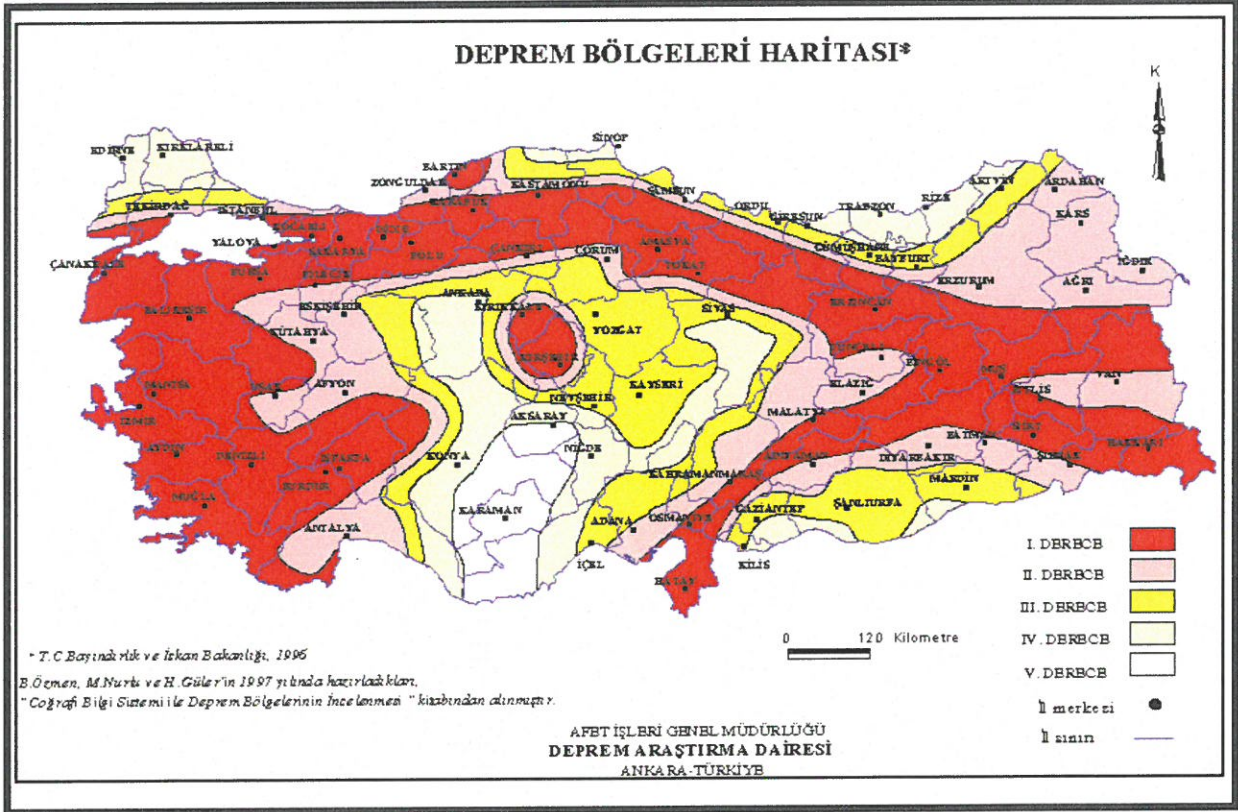 DEPREM BÖLGELERİ HARİTASI*
K
SİNOP
EDİRNE
KIRKLARELİ
BARTIN
ZONGULDAK
KASTAMONU
SAMSUN
ARTVİN
ARDAHAN
TEKİRDAĞ
İSTANBUL
KARABÜK
ORDU
GİRESUN
TRABZON
RİZE
KARS
KOCAELİ
YALOVA
SAKARYA
BOLU
ÇANKIRI
ÇORUM
AMASYA
TOKAT
GÜMÜŞHANE
BAYBURT
IĞDIR
ÇANAKKALE
BURSA
BİLECİK
ANKARA
ERZURUM
AĞRI
BALIKESİR
ESKİŞEHİR
KIRIKKALE
YOZGAT
SİVAS
ERZİNCAN
KÜTAHYA
KIRŞEHİR
TUNCELİ
BİNGÖL
MUŞ
MANİSA
UŞAK
AFYON
NEVŞEHİR
KAYSERİ
ELAZIĞ
BİTLİS
VAN
İZMİR
AKSARAY
MALATYA
AYDIN
DENİZLİ
ISPARTA
KONYA
NİĞDE
KAHRAMANMARAŞ
ADIYAMAN
DİYARBAKIR
BATMAN
SİİRT
ŞIRNAK
HAKKARİ
MUĞLA
BURDUR
KARAMAN
MARDİN
ANTALYA
ADANA
OSMANİYE
GAZİANTEP
ŞANLIURFA
İÇEL
KİLİS
HATAY
I. DERECE
II. DERECE
III. DERECE
IV. DERECE
V. DERECE
İl merkezi
İl sınırı
0 120 Kilometre
* T.C Bayındırlık ve İskan Bakanlığı, 1996
B.Özmen, M.Nurlu ve H.Güler'in 1997 yılında hazırladıkları,
"Coğrafi Bilgi Sistemi ile Deprem Bölgelerinin İncelenmesi " kitabından alınmıştır.
AFET İŞLERİ GENEL MÜDÜRLÜĞÜ
DEPREM ARAŞTIRMA DAİRESİ
ANKARA-TÜRKİYE